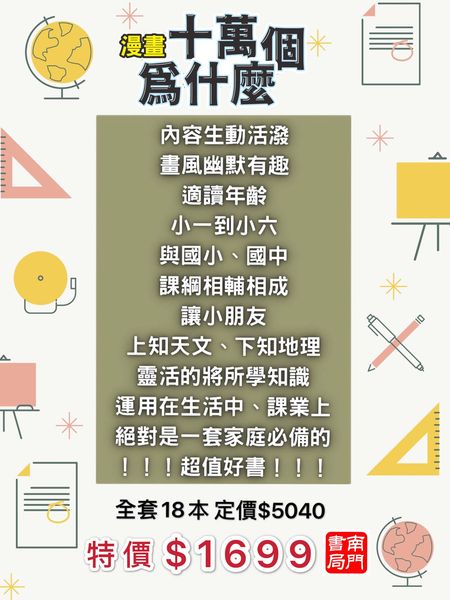 漫畫十萬個
為什麼
內容生動活潑
畫風幽默有趣
適讀年齡
小一到小六
與國小、國中
課綱相輔相成
讓小朋友
上知天文、下知地理
靈活的將所學知識
運用在生活中、課業上
絕對是一套家庭必備的
！！！超值好書！！！
全套18本 定價$5040
特價 $1699
南門書局